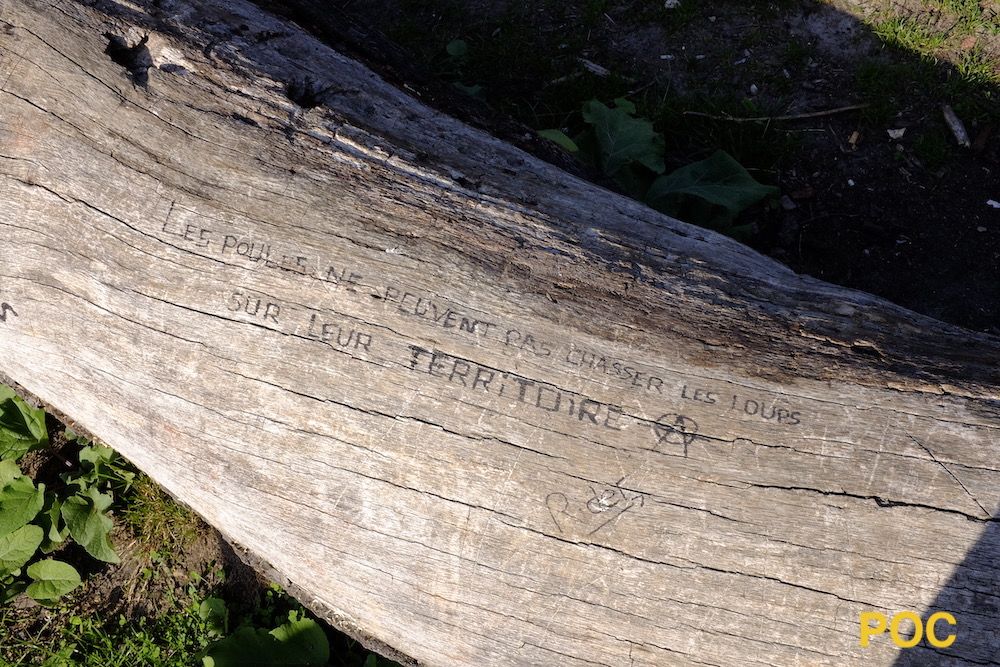 LES POULES NE PEUVENT PAS CHASSER LES LOUPS
SUR LEUR TERRITOIRE Ⓐ
POC